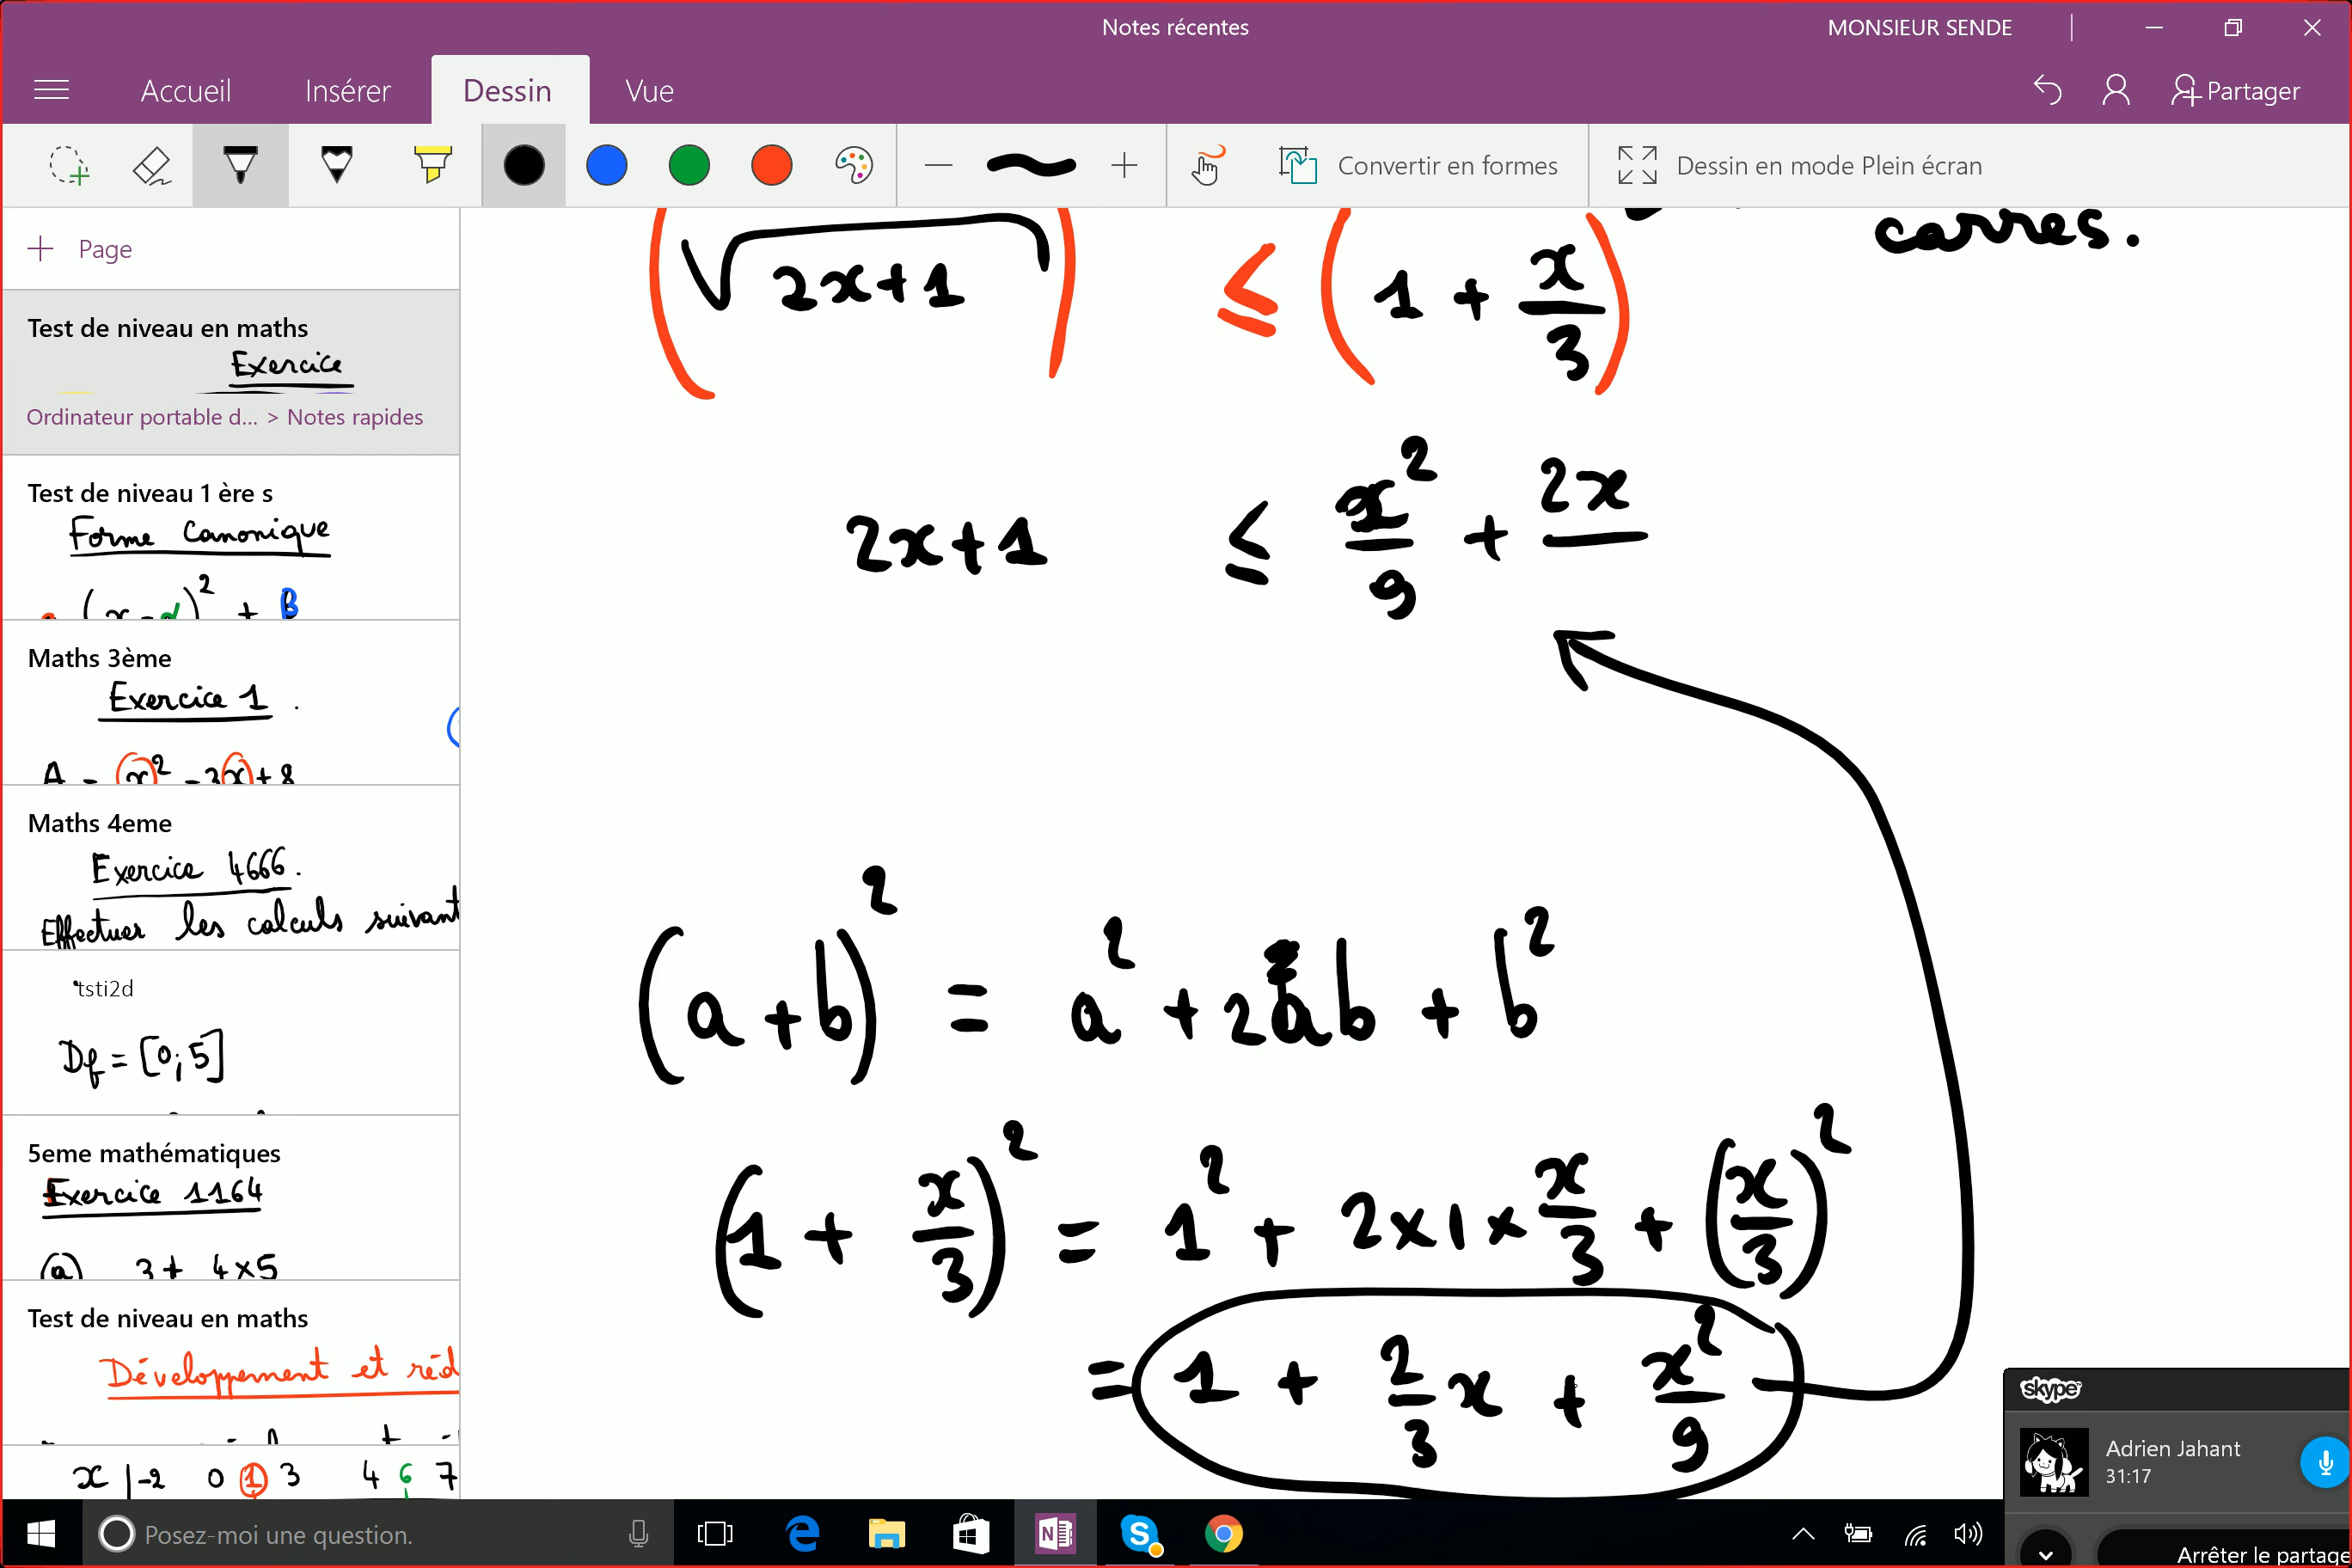 Notes récentes
MONSIEUR SENDE
Accueil Insérer Dessin Vue Partager
Convertir en formes Dessin en mode Plein écran
+ Page
Test de niveau en maths
Exercice
Ordinateur portable d... > Notes rapides
Test de niveau 1 ère s
Forme Canonique
(x-α)² + β
Maths 3ème
Exercice 1 .
A = x² - 3x + 8
Maths 4eme
Exercice 4666.
Effectuer les calculs suivant
tsti2d
Df = [0;5]
5eme mathématiques
Exercice 1164
(a) 3 + 4×5
Test de niveau en maths
Développement et réd
x | -2 0 1 3 4 6 7
carrés.
(√(2x+1)) ≤ (1 + x/3)
2x+1 ≤ x²/9 + 2x
(a+b)² = a² + 2ab + b²
(1 + x/3)² = 1² + 2×1×x/3 + (x/3)²
= 1 + 2/3 x + x²/9
skype
Adrien Jahant
31:17
Arrêter le partage
Posez-moi une question.